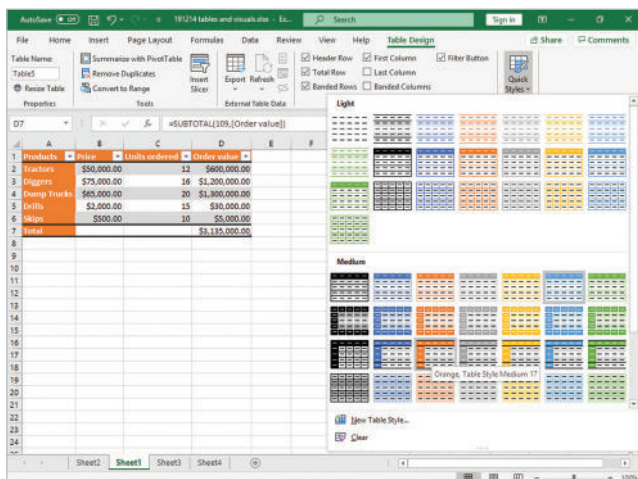 AutoSave Off 191214 tables and visuals.xlsx - Ex... Search Sign in
File Home Insert Page Layout Formulas Data Review View Help Table Design Share Comments
Table Name: Summarize with PivotTable Header Row First Column Filter Button
Table5 Remove Duplicates Insert Slicer Export Refresh Total Row Last Column Quick Styles
Resize Table Convert to Range Banded Rows Banded Columns
Properties Tools External Table Data
Light
D7 fx =SUBTOTAL(109,[Order value])
A B C D E F
1 Products Price Units ordered Order value
2 Tractors $50,000.00 12 $600,000.00
3 Diggers $75,000.00 16 $1,200,000.00
4 Dump Trucks $65,000.00 20 $1,300,000.00
5 Drills $2,000.00 15 $30,000.00
6 Skips $500.00 10 $5,000.00
7 Total $3,135,000.00
8
9
Medium
10
11
12
13
14
15
16
17
18
Orange, Table Style Medium 17
19
20
21
22
New Table Style...
23
Clear
24
Sheet2 Sheet1 Sheet3 Sheet4
100%